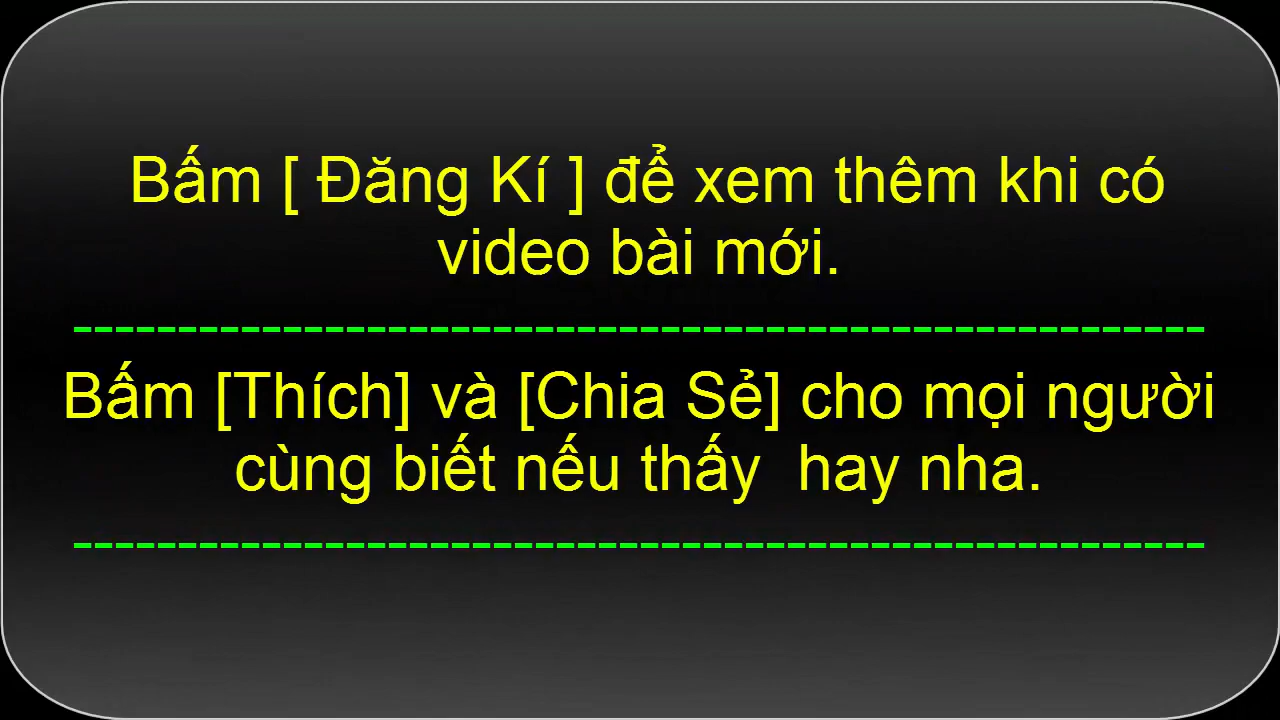 Bấm [ Đăng Kí ] để xem thêm khi có
video bài mới.
------------------------------------------------------
Bấm [Thích] và [Chia Sẻ] cho mọi người
cùng biết nếu thấy  hay nha.
------------------------------------------------------